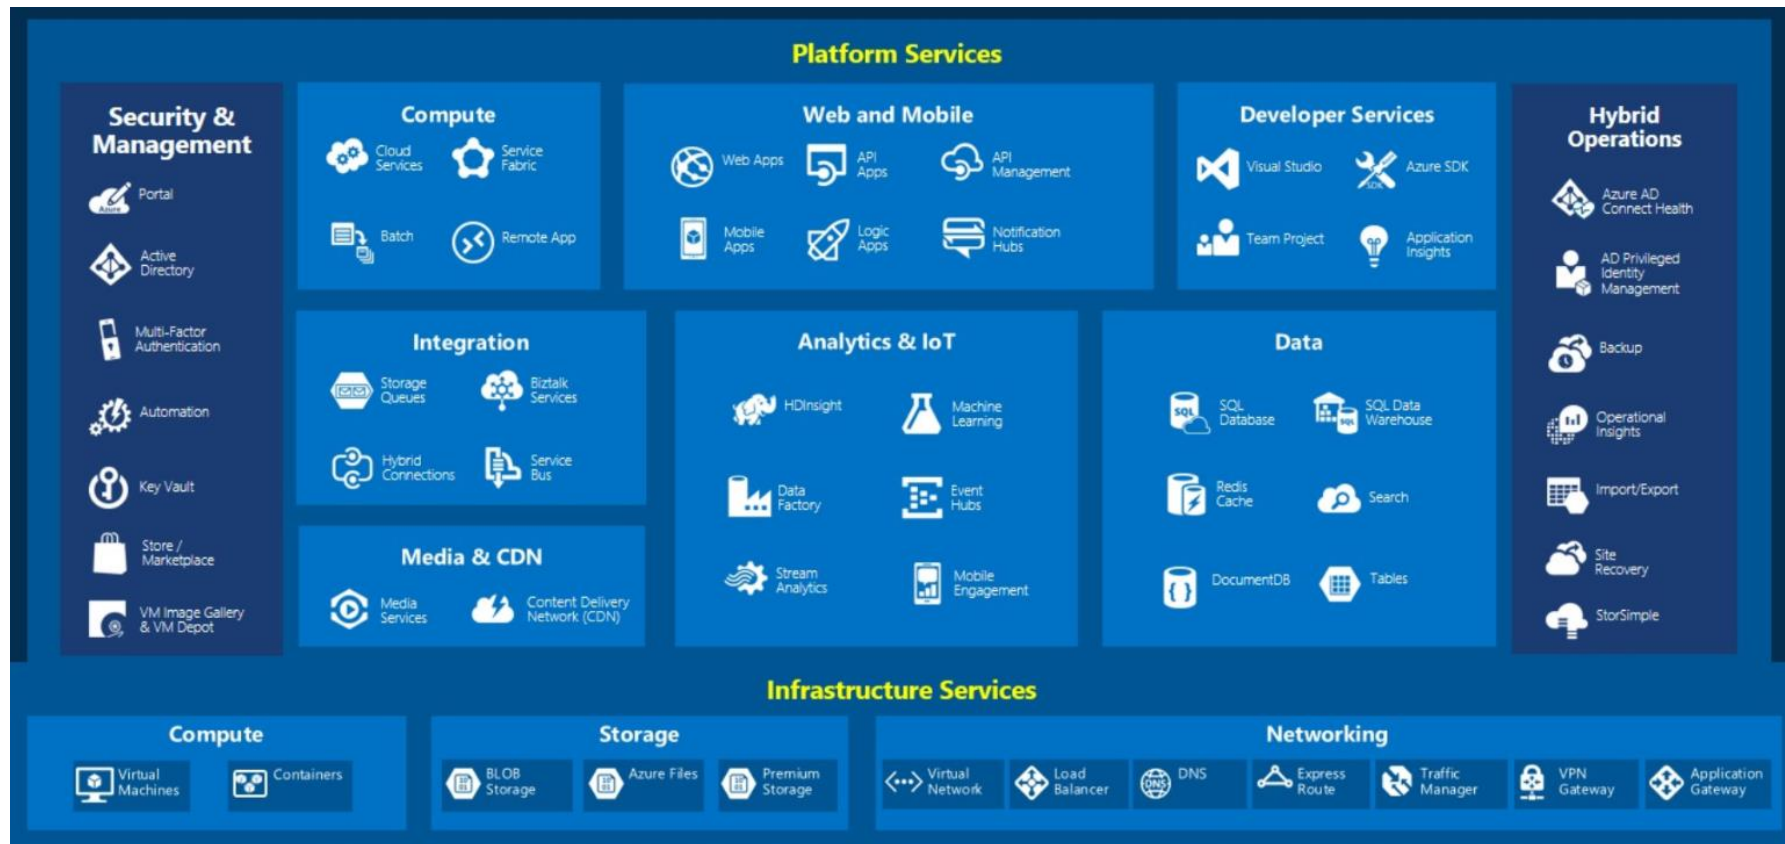 Platform Services
Security &
Management
Portal
Azure
Active
Directory
Multi-Factor
Authentication
Automation
Key Vault
Store /
Marketplace
VM Image Gallery
& VM Depot
Compute
Cloud
Services
Service
Fabric
Batch
Remote App
Web and Mobile
Web Apps
API
Apps
API
Management
Mobile
Apps
Logic
Apps
Notification
Hubs
Developer Services
Visual Studio
SDK
Azure SDK
Team Project
Application
Insights
Integration
Storage
Queues
Biztalk
Services
Hybrid
Connections
Service
Bus
Media & CDN
Media
Services
Content Delivery
Network (CDN)
Analytics & IoT
HDInsight
Machine
Learning
Data
Factory
Event
Hubs
Stream
Analytics
Mobile
Engagement
Data
SQL
SQL
Database
SQL
SQL Data
Warehouse
Redis
Cache
Search
{ }
DocumentDB
Tables
Hybrid
Operations
Azure AD
Connect Health
AD Privileged
Identity
Management
Backup
Operational
Insights
Import/Export
Site
Recovery
StorSimple
Infrastructure Services
Compute
Virtual
Machines
Containers
Storage
BLOB
Storage
Azure Files
Premium
Storage
Networking
Virtual
Network
Load
Balancer
DNS
DNS
Express
Route
Traffic
Manager
VPN
Gateway
Application
Gateway